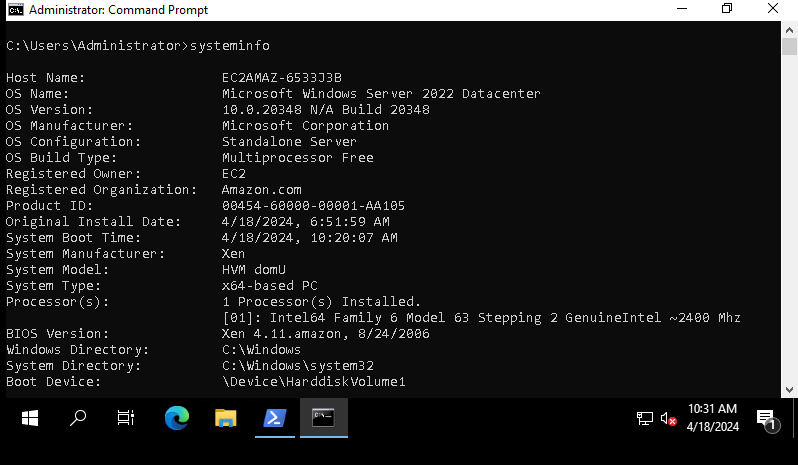 Administrator: Command Prompt
C:\Users\Administrator>systeminfo
Host Name: EC2AMAZ-6533J3B
OS Name: Microsoft Windows Server 2022 Datacenter
OS Version: 10.0.20348 N/A Build 20348
OS Manufacturer: Microsoft Corporation
OS Configuration: Standalone Server
OS Build Type: Multiprocessor Free
Registered Owner: EC2
Registered Organization: Amazon.com
Product ID: 00454-60000-00001-AA105
Original Install Date: 4/18/2024, 6:51:59 AM
System Boot Time: 4/18/2024, 10:20:07 AM
System Manufacturer: Xen
System Model: HVM domU
System Type: x64-based PC
Processor(s): 1 Processor(s) Installed.
[01]: Intel64 Family 6 Model 63 Stepping 2 GenuineIntel ~2400 Mhz
BIOS Version: Xen 4.11.amazon, 8/24/2006
Windows Directory: C:\Windows
System Directory: C:\Windows\system32
Boot Device: \Device\HarddiskVolume1
10:31 AM
4/18/2024
1